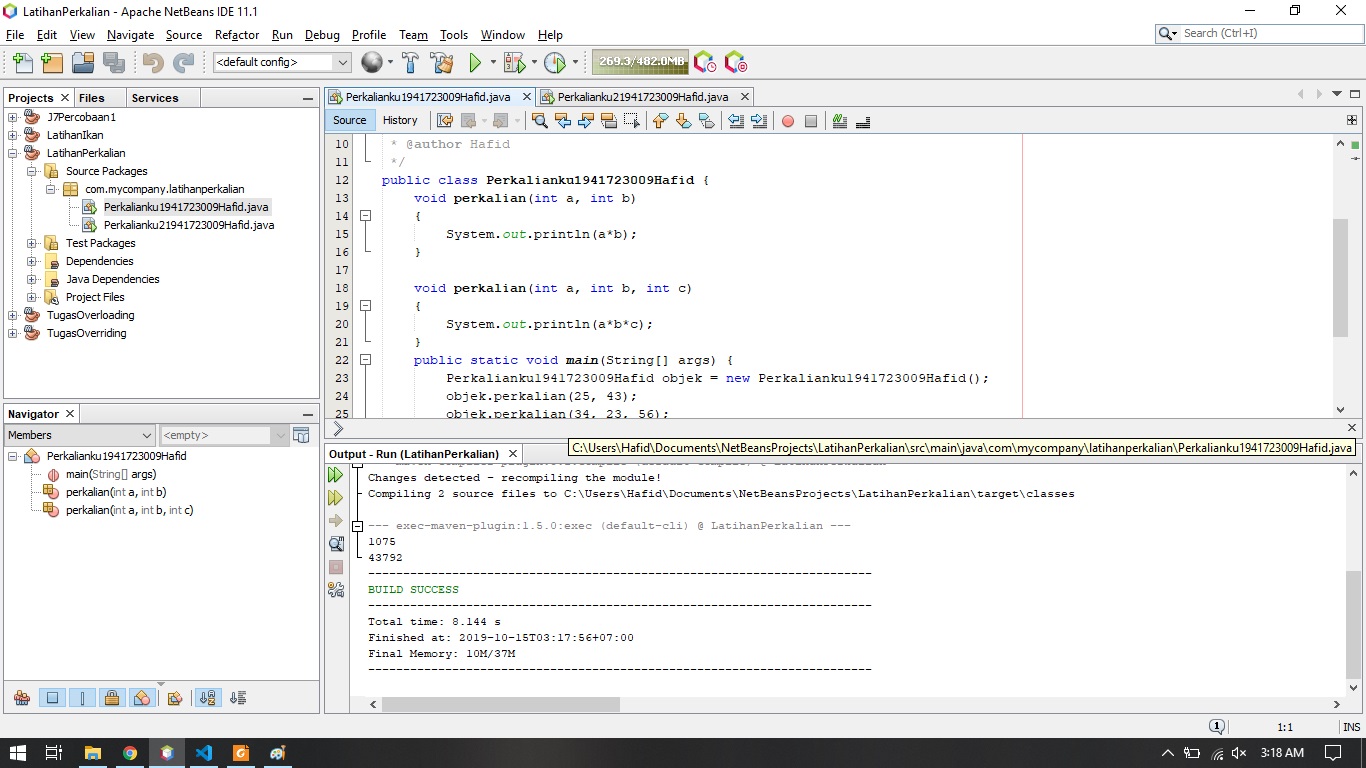 LatihanPerkalian - Apache NetBeans IDE 11.1
File Edit View Navigate Source Refactor Run Debug Profile Team Tools Window Help
Search (Ctrl+I)
<default config>
269.3/482.0MB
Projects Files Services
J7Percobaan1
LatihanIkan
LatihanPerkalian
Source Packages
com.mycompany.latihanperkalian
Perkalianku1941723009Hafid.java
Perkalianku21941723009Hafid.java
Test Packages
Dependencies
Java Dependencies
Project Files
TugasOverloading
TugasOverriding
Navigator
Members <empty>
Perkalianku1941723009Hafid
main(String[] args)
perkalian(int a, int b)
perkalian(int a, int b, int c)
Perkalianku1941723009Hafid.java Perkalianku21941723009Hafid.java
Source History
10 * @author Hafid
11 */
12 public class Perkalianku1941723009Hafid {
13 void perkalian(int a, int b)
14 {
15 System.out.println(a*b);
16 }
17
18 void perkalian(int a, int b, int c)
19 {
20 System.out.println(a*b*c);
21 }
22 public static void main(String[] args) {
23 Perkalianku1941723009Hafid objek = new Perkalianku1941723009Hafid();
24 objek.perkalian(25, 43);
25 objek.perkalian(34, 23, 56);
C:\Users\Hafid\Documents\NetBeansProjects\LatihanPerkalian\src\main\java\com\mycompany\latihanperkalian\Perkalianku1941723009Hafid.java
Output - Run (LatihanPerkalian)
Changes detected - recompiling the module!
Compiling 2 source files to C:\Users\Hafid\Documents\NetBeansProjects\LatihanPerkalian\target\classes
--- exec-maven-plugin:1.5.0:exec (default-cli) @ LatihanPerkalian ---
1075
43792
------------------------------------------------------------------------
BUILD SUCCESS
------------------------------------------------------------------------
Total time: 8.144 s
Finished at: 2019-10-15T03:17:56+07:00
Final Memory: 10M/37M
------------------------------------------------------------------------
1 1:1 INS
3:18 AM